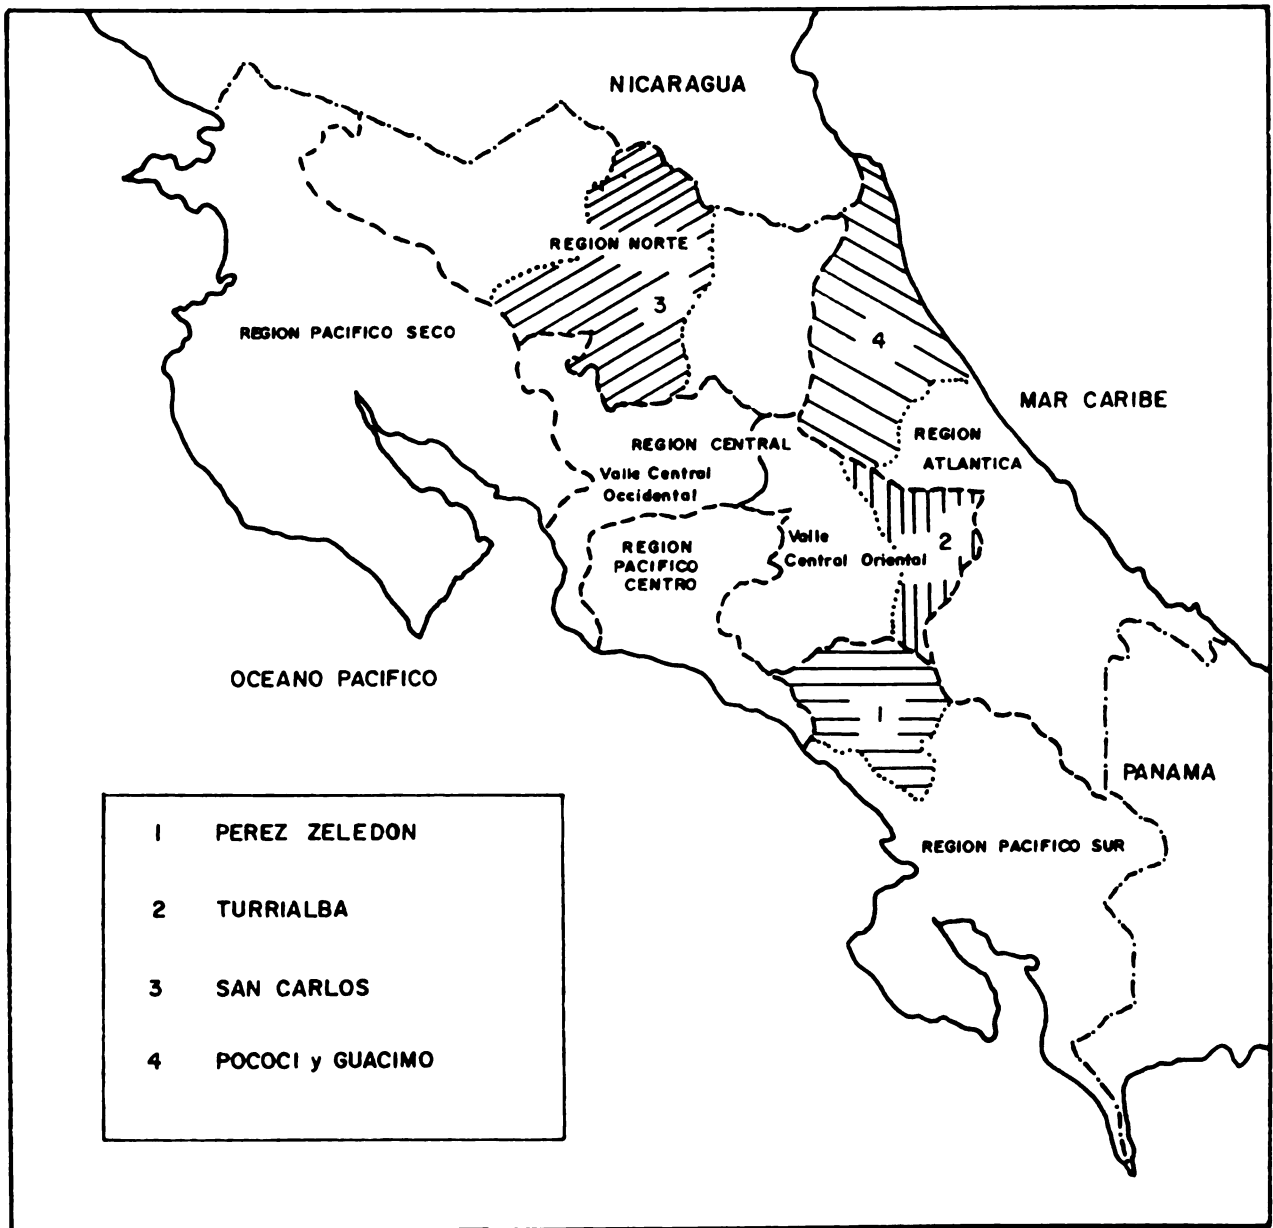 NICARAGUA
REGION NORTE
3
REGION PACIFICO SECO
4
MAR CARIBE
REGION CENTRAL
REGION
ATLANTICA
Valle Central
Occidental
REGION
PACIFICO
CENTRO
Valle
Central Oriental
2
OCEANO PACIFICO
1
PANAMA
REGION PACIFICO SUR
1 PEREZ ZELEDON
2 TURRIALBA
3 SAN CARLOS
4 POCOCI y GUACIMO